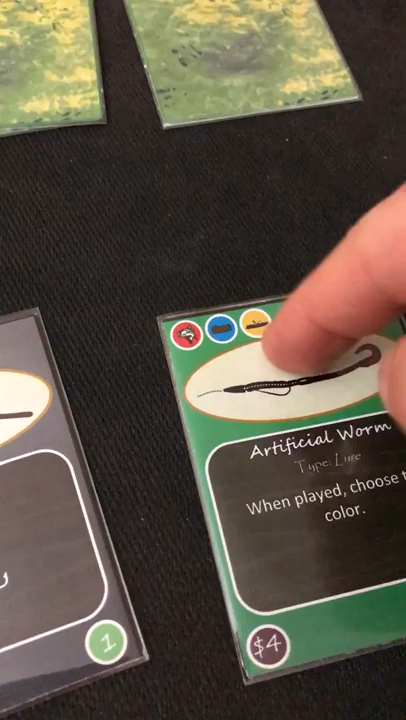 Artificial Worm
Type: Lure
When played, choose
color.
$4
1